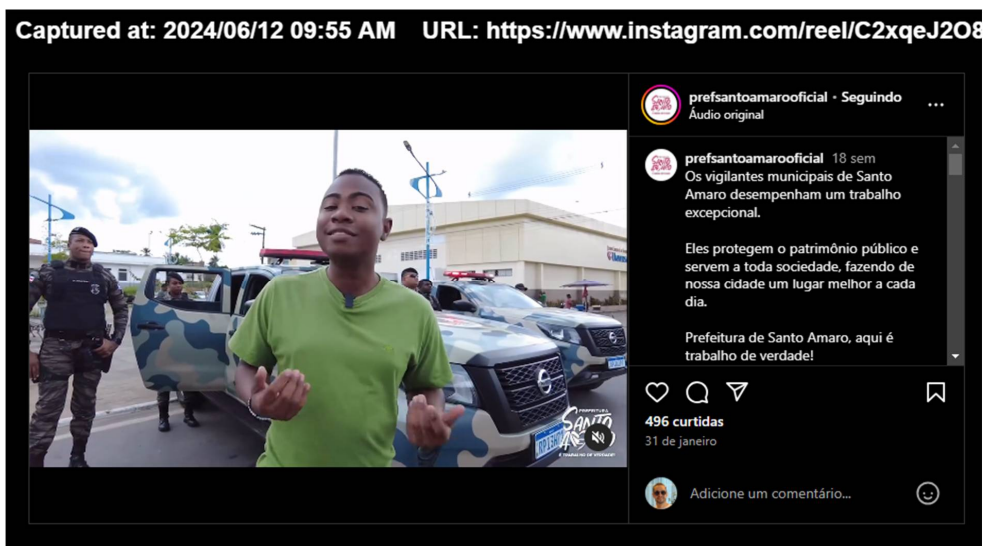 Captured at: 2024/06/12 09:55 AM URL: https://www.instagram.com/reel/C2xqeJ2O8
prefsantoamarooficial • Seguindo
Áudio original
prefsantoamarooficial 18 sem
Os vigilantes municipais de Santo
Amaro desempenham um trabalho
excepcional.
Eles protegem o patrimônio público e
servem a toda sociedade, fazendo de
nossa cidade um lugar melhor a cada
dia.
Prefeitura de Santo Amaro, aqui é
trabalho de verdade!
496 curtidas
31 de janeiro
Adicione um comentário...
PREFEITURA
SANTO
É TRABALHO DE VERDADE!